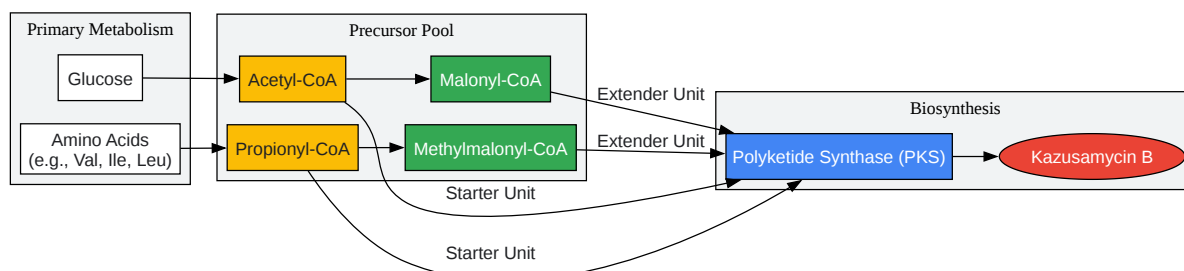 Primary Metabolism
Glucose
Amino Acids
(e.g., Val, Ile, Leu)
Precursor Pool
Acetyl-CoA
Malonyl-CoA
Propionyl-CoA
Methylmalonyl-CoA
Extender Unit
Extender Unit
Starter Unit
Starter Unit
Biosynthesis
Polyketide Synthase (PKS)
Kazusamycin B